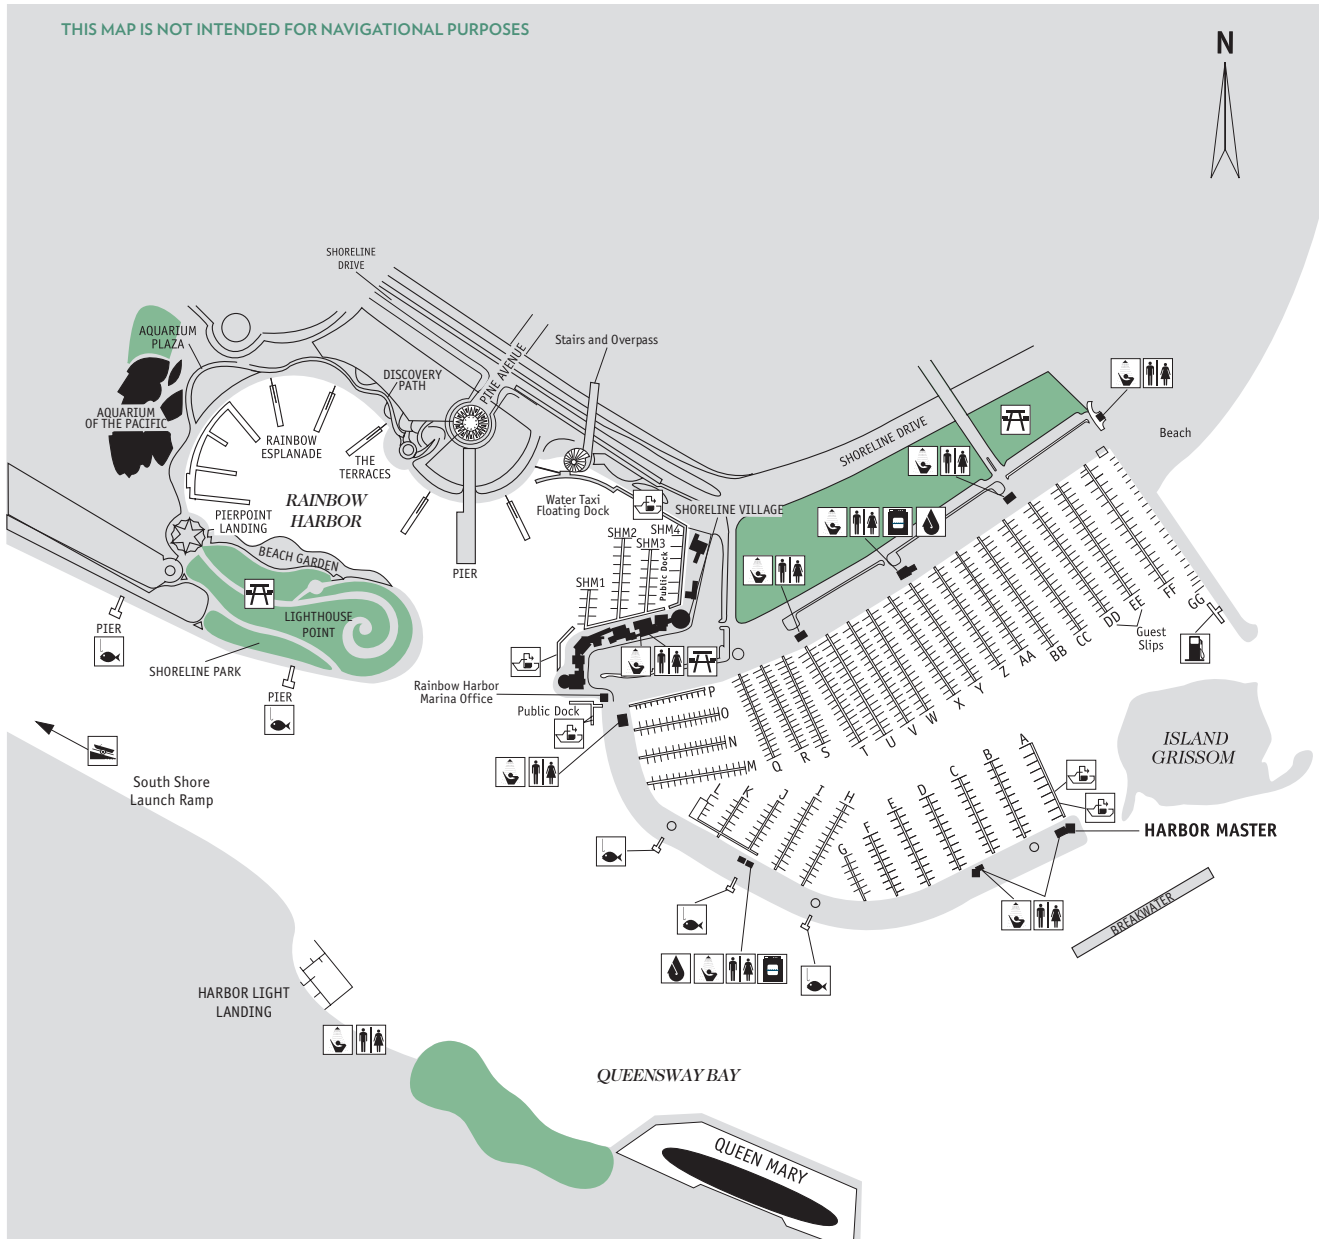 THIS MAP IS NOT INTENDED FOR NAVIGATIONAL PURPOSES
N
SHORELINE
DRIVE
AQUARIUM
PLAZA
Stairs and Overpass
PINE AVENUE
DISCOVERY
PATH
AQUARIUM
OF THE PACIFIC
RAINBOW
ESPLANADE
THE
TERRACES
SHORELINE DRIVE
Beach
RAINBOW
HARBOR
Water Taxi
Floating Dock
SHORELINE VILLAGE
PIERPOINT
LANDING
BEACH GARDEN
PIER
SHM1
SHM2
SHM3
SHM4
Public Dock
LIGHTHOUSE
POINT
PIER
SHORELINE PARK
PIER
Rainbow Harbor
Marina Office
Public Dock
P
O
N
M
Q
R
S
T
U
V
W
X
Y
Z
AA
BB
CC
DD
EE
FF
GG
Guest
Slips
ISLAND
GRISSOM
South Shore
Launch Ramp
L
K
J
I
H
G
F
E
D
C
B
A
HARBOR MASTER
BREAKWATER
HARBOR LIGHT
LANDING
QUEENSWAY BAY
QUEEN MARY